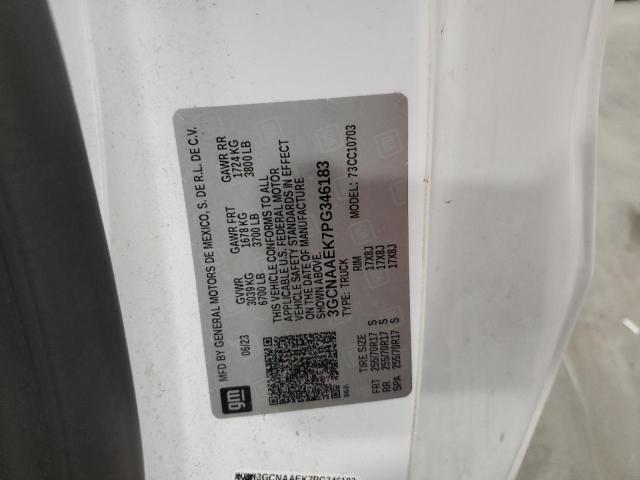 MFD BY GENERAL MOTORS DE MEXICO, S. DE R.L. DE C.V.
06/23
GVWR GAWR FRT GAWR RR
3039 KG 1678 KG 1724 KG
6700 LB 3700 LB 3800 LB
THIS VEHICLE CONFORMS TO ALL
APPLICABLE U.S. FEDERAL MOTOR
VEHICLE SAFETY STANDARDS IN EFFECT
ON THE DATE OF MANUFACTURE
SHOWN ABOVE.
3GCNAAEK7PG346183
TYPE: TRUCK MODEL: 73 CC10703
gm
TIRE SIZE RIM
FRT 255/70R17 S 17X8J
RR 255/70R17 S 17X8J
SPA 255/70R17 S 17X8J
3GCNAAEK7PG346183